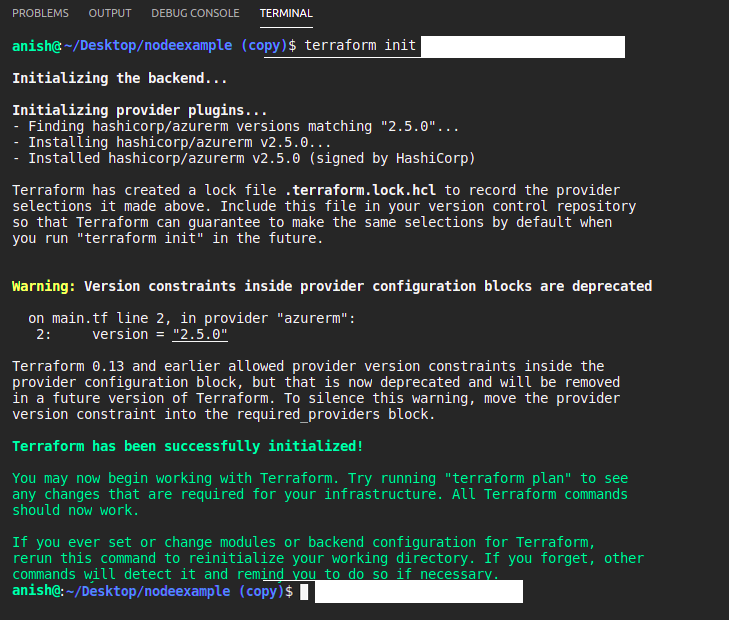 PROBLEMS OUTPUT DEBUG CONSOLE TERMINAL
anish@:~/Desktop/nodeexample (copy)$ terraform init
Initializing the backend...
Initializing provider plugins...
- Finding hashicorp/azurerm versions matching "2.5.0"...
- Installing hashicorp/azurerm v2.5.0...
- Installed hashicorp/azurerm v2.5.0 (signed by HashiCorp)
Terraform has created a lock file .terraform.lock.hcl to record the provider
selections it made above. Include this file in your version control repository
so that Terraform can guarantee to make the same selections by default when
you run "terraform init" in the future.
Warning: Version constraints inside provider configuration blocks are deprecated
on main.tf line 2, in provider "azurerm":
2: version = "2.5.0"
Terraform 0.13 and earlier allowed provider version constraints inside the
provider configuration block, but that is now deprecated and will be removed
in a future version of Terraform. To silence this warning, move the provider
version constraint into the required_providers block.
Terraform has been successfully initialized!
You may now begin working with Terraform. Try running "terraform plan" to see
any changes that are required for your infrastructure. All Terraform commands
should now work.
If you ever set or change modules or backend configuration for Terraform,
rerun this command to reinitialize your working directory. If you forget, other
commands will detect it and remind you to do so if necessary.
anish@:~/Desktop/nodeexample (copy)$